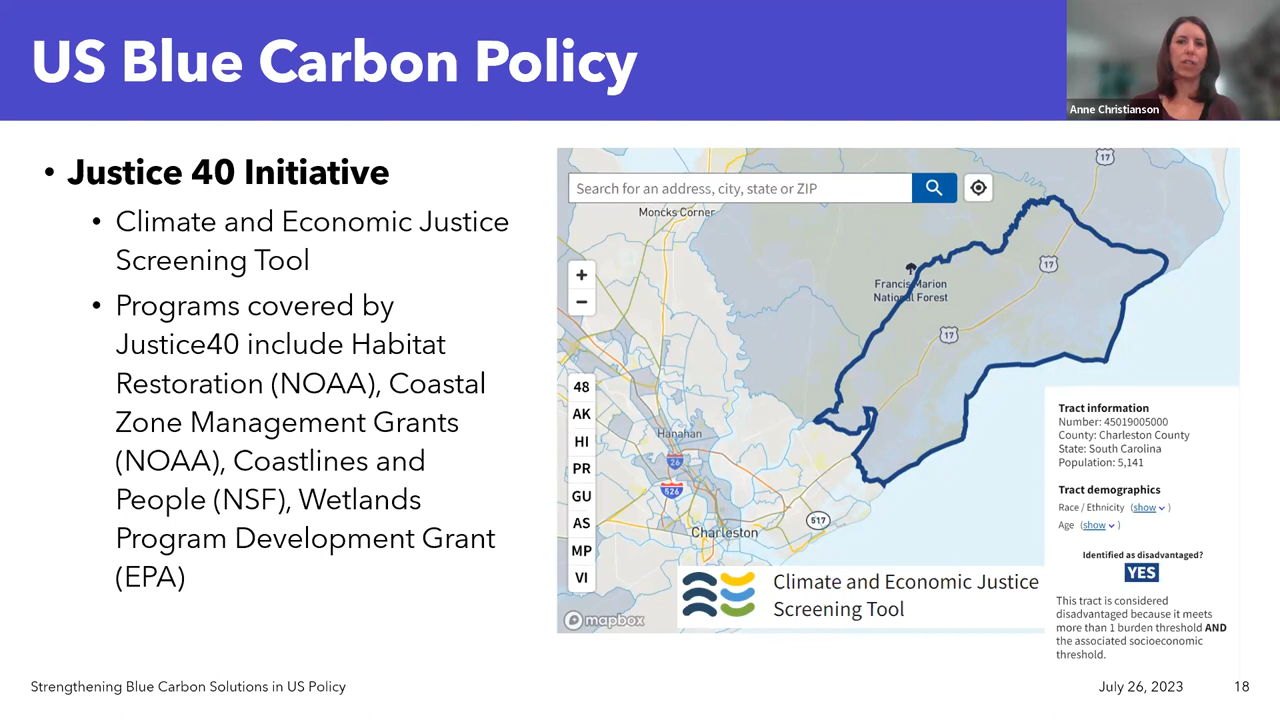 US Blue Carbon Policy
Anne Christianson
• Justice 40 Initiative
• Climate and Economic Justice
Screening Tool
• Programs covered by
Justice40 include Habitat
Restoration (NOAA), Coastal
Zone Management Grants
(NOAA), Coastlines and
People (NSF), Wetlands
Program Development Grant
(EPA)
Search for an address, city, state or ZIP
17
Moncks Corner
+
−
17
Francis Marion
National Forest
17
48
AK
HI
PR
GU
AS
MP
VI
Hanahan
26
526
517
Charleston
mapbox
Climate and Economic Justice
Screening Tool
Tract information
Number: 45019005000
County: Charleston County
State: South Carolina
Population: 5,141
Tract demographics
Race / Ethnicity (show)
Age (show)
Identified as disadvantaged?
YES
This tract is considered
disadvantaged because it meets
more than 1 burden threshold AND
the associated socioeconomic
threshold.
Strengthening Blue Carbon Solutions in US Policy
July 26, 2023
18